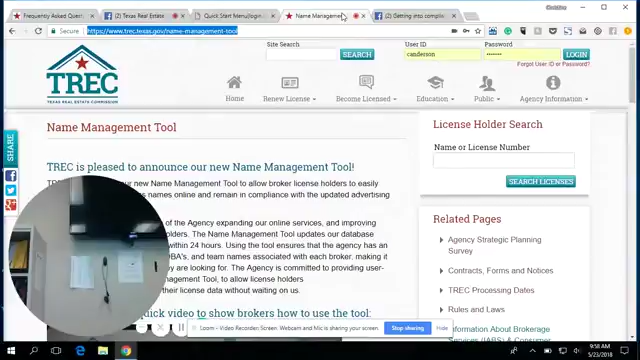 Frequently Asked Ques
(1) Texas Real Estate
Quick Start Menu(login
Name Management
(2) Getting into complia
Secure
https://www.trec.texas.gov/name-management-tool
Site Search
SEARCH
User ID
Password
candersonn
LOGIN
Forgot User ID or Password?
TREC
TEXAS REAL ESTATE COMMISSION
Home
Renew License
Become Licensed
Education
Public
Agency Information
SHARE
Name Management Tool
TREC is pleased to announce our new Name Management Tool!
our new Name Management Tool to allow broker license holders to easily
names online and remain in compliance with the updated advertising
of the Agency expanding our online services, and improving
holders. The Name Management Tool updates our database
within 24 hours. Using the tool ensures that the agency has an
DBA's, and team names associated with each broker, making it
they are looking for. The Agency is committed to providing user-
to allow license holders
their license data without waiting on us.
quick video to show brokers how to use the tool:
License Holder Search
Name or License Number
SEARCH LICENSES
Related Pages
Agency Strategic Planning
Survey
Contracts, Forms and Notices
TREC Processing Dates
Rules and Laws
Information About Brokerage
Services (IABS) & Consumer
Loom – Video Recorder: Screen, Webcam and Mic is sharing your screen.
Stop sharing
Hide
9:58 AM
5/23/2018